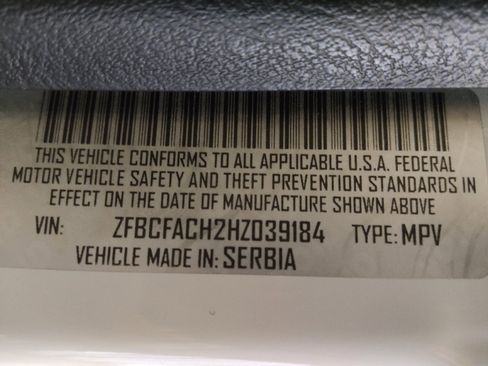 THIS VEHICLE CONFORMS TO ALL APPLICABLE U.S.A. FEDERAL
MOTOR VEHICLE SAFETY AND THEFT PREVENTION STANDARDS IN
EFFECT ON THE DATE OF MANUFACTURE SHOWN ABOVE
VIN: ZFBCFACH2HZ039184 TYPE: MPV
VEHICLE MADE IN: SERBIA